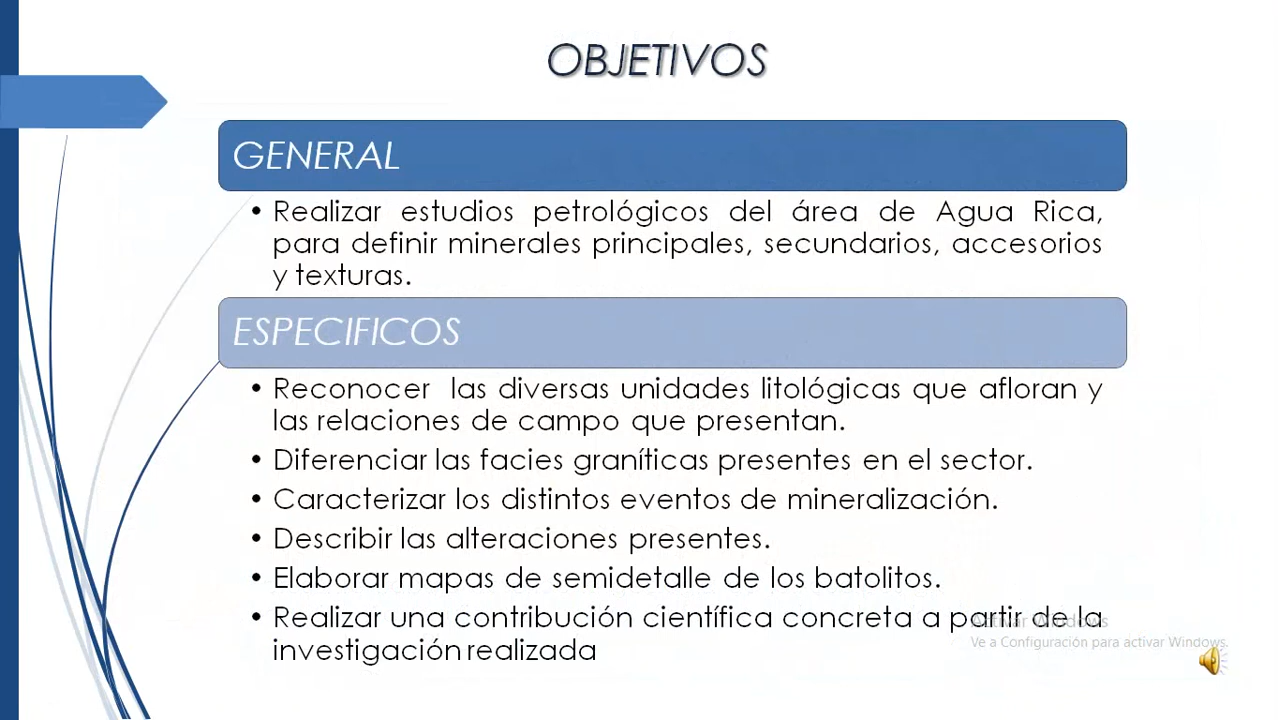 OBJETIVOS
GENERAL
• Realizar estudios petrológicos del área de Agua Rica,
para definir minerales principales, secundarios, accesorios
y texturas.
ESPECIFICOS
• Reconocer las diversas unidades litológicas que afloran y
las relaciones de campo que presentan.
• Diferenciar las facies graníticas presentes en el sector.
• Caracterizar los distintos eventos de mineralización.
• Describir las alteraciones presentes.
• Elaborar mapas de semidetalle de los batolitos.
• Realizar una contribución científica concreta a partir de la
investigación realizada
Activar Windows
Ve a Configuración para activar Windows.